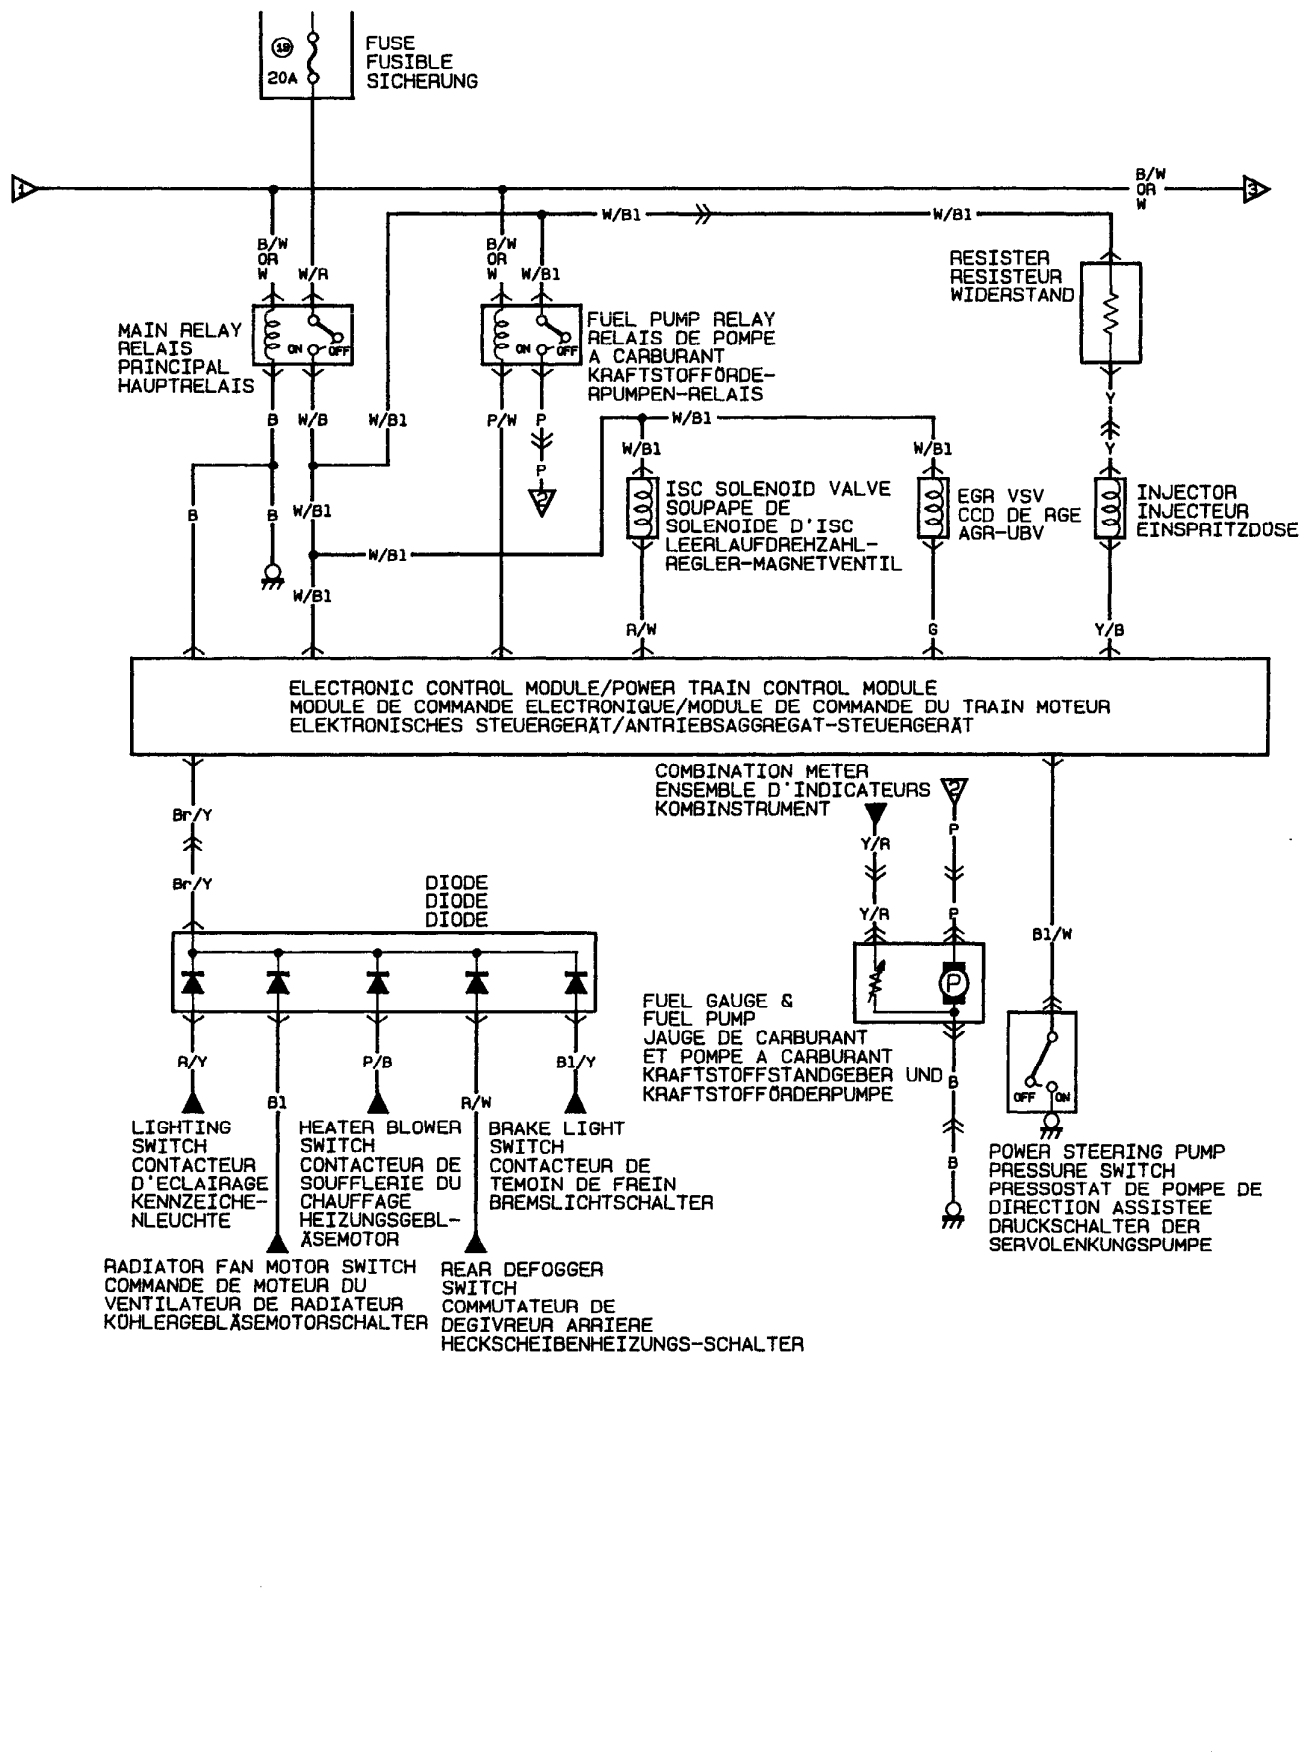 19
20A
FUSE
FUSIBLE
SICHERUNG
1
B/W
OR
W
3
W/Bl
W/Bl
B/W
OR
W
W/R
B/W
OR
W
W/Bl
RESISTER
RESISTEUR
WIDERSTAND
MAIN RELAY
RELAIS
PRINCIPAL
HAUPTRELAIS
ON
OFF
ON
OFF
FUEL PUMP RELAY
RELAIS DE POMPE
A CARBURANT
KRAFTSTOFFÖRDE-
RPUMPEN-RELAIS
B
W/B
W/Bl
P/W
P
W/Bl
Y
W/Bl
W/Bl
Y
P
2
ISC SOLENOID VALVE
SOUPAPE DE
SOLENOIDE D'ISC
LEERLAUFDREHZAHL-
REGLER-MAGNETVENTIL
EGR VSV
CCD DE RGE
AGR-UBV
INJECTOR
INJECTEUR
EINSPRITZDÜSE
B
B
W/Bl
W/Bl
W/Bl
R/W
G
Y/B
ELECTRONIC CONTROL MODULE/POWER TRAIN CONTROL MODULE
MODULE DE COMMANDE ELECTRONIQUE/MODULE DE COMMANDE DU TRAIN MOTEUR
ELEKTRONISCHES STEUERGERÄT/ANTRIEBSAGGREGAT-STEUERGERÄT
COMBINATION METER
ENSEMBLE D'INDICATEURS
KOMBINSTRUMENT
2
Br/Y
Y/R
P
Br/Y
DIODE
DIODE
DIODE
Y/R
P
Bl/W
P
FUEL GAUGE &
FUEL PUMP
JAUGE DE CARBURANT
ET POMPE A CARBURANT
KRAFTSTOFFSTANDGEBER UND
KRAFTSTOFFÖRDERPUMPE
B
B
OFF
ON
R/Y
Bl
P/B
R/W
Bl/Y
LIGHTING
SWITCH
CONTACTEUR
D'ECLAIRAGE
KENNZEICHE-
NLEUCHTE
HEATER BLOWER
SWITCH
CONTACTEUR DE
SOUFFLERIE DU
CHAUFFAGE
HEIZUNGSGEBL-
ÄSEMOTOR
BRAKE LIGHT
SWITCH
CONTACTEUR DE
TEMOIN DE FREIN
BREMSLICHTSCHALTER
POWER STEERING PUMP
PRESSURE SWITCH
PRESSOSTAT DE POMPE DE
DIRECTION ASSISTEE
DRUCKSCHALTER DER
SERVOLENKUNGSPUMPE
RADIATOR FAN MOTOR SWITCH
COMMANDE DE MOTEUR DU
VENTILATEUR DE RADIATEUR
KÜHLERGEBLÄSEMOTORSCHALTER
REAR DEFOGGER
SWITCH
COMMUTATEUR DE
DEGIVREUR ARRIERE
HECKSCHEIBENHEIZUNGS-SCHALTER